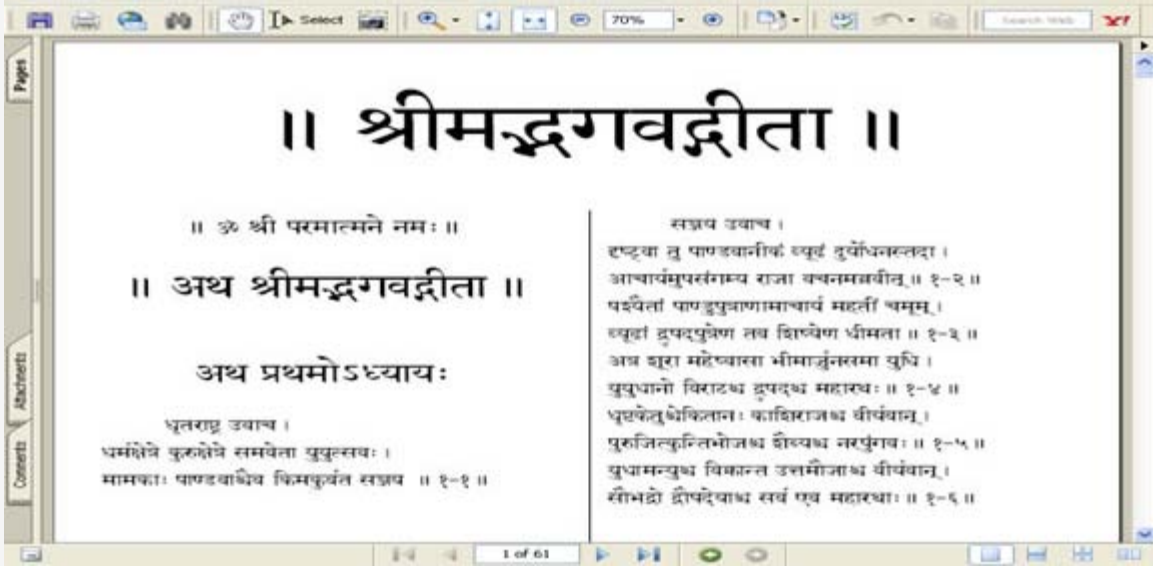 Select
70%
Search Web
Y!
Pages
Attachments
Comments
॥ श्रीमद्भगवद्गीता ॥
॥ ॐ श्री परमात्मने नमः ॥
॥ अथ श्रीमद्भगवद्गीता ॥
अथ प्रथमोऽध्यायः
धृतराष्ट्र उवाच ।
धर्मक्षेत्रे कुरुक्षेत्रे समवेता युयुत्सवः ।
मामकाः पाण्डवाश्चैव किमकुर्वत सञ्जय ॥ १-१ ॥
सञ्जय उवाच ।
दृष्ट्वा तु पाण्डवानीकं व्यूढं दुर्योधनस्तदा ।
आचार्यमुपसंगम्य राजा वचनमब्रवीत् ॥ १-२ ॥
पश्यैतां पाण्डुपुत्राणामाचार्य महतीं चमूम् ।
व्यूढां द्रुपदपुत्रेण तव शिष्येण धीमता ॥ १-३ ॥
अत्र शूरा महेष्वासा भीमार्जुनसमा युधि ।
युयुधानो विराटश्च द्रुपदश्च महारथः ॥ १-४ ॥
धृष्टकेतुश्चेकितानः काशिराजश्च वीर्यवान् ।
पुरुजित्कुन्तिभोजश्च शैब्यश्च नरपुंगवः ॥ १-५ ॥
युधामन्युश्च विक्रान्त उत्तमौजाश्च वीर्यवान् ।
सौभद्रो द्रौपदेयाश्च सर्व एव महारथाः ॥ १-६ ॥
1 of 61